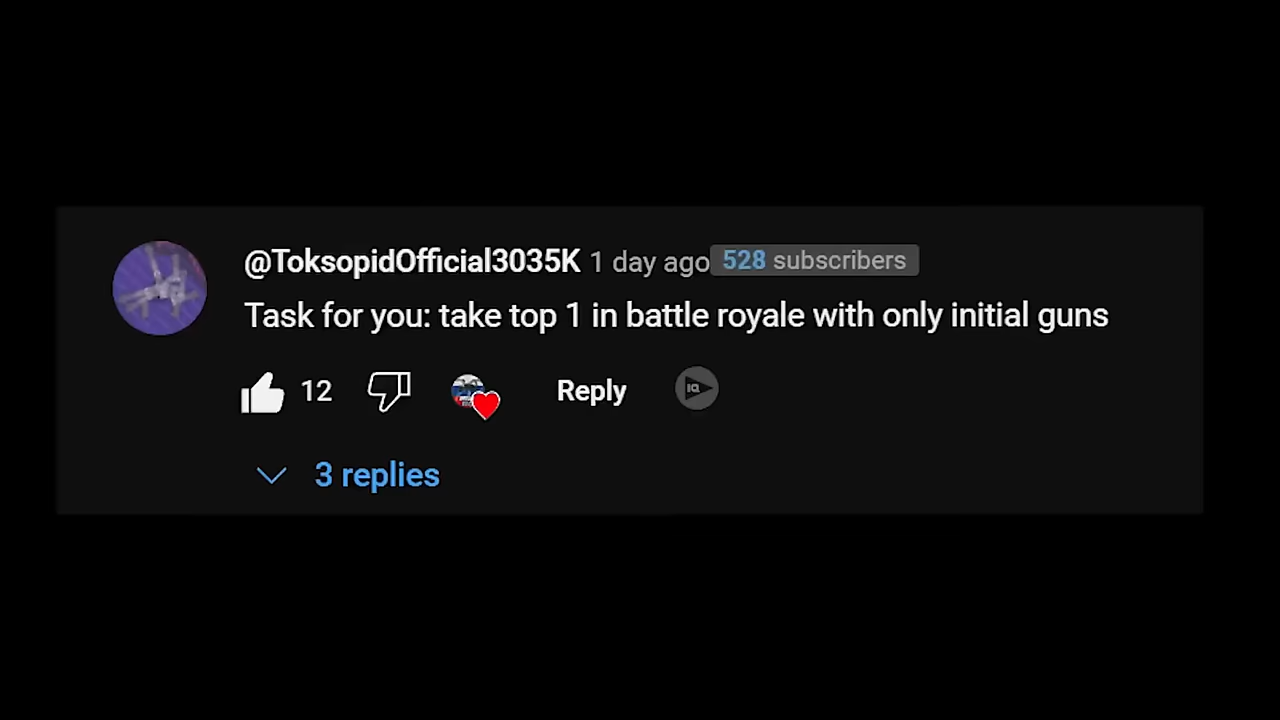 @ToksopidOfficial3035K 1 day ago 528 subscribers
Task for you: take top 1 in battle royale with only initial guns
12 Reply IQ
3 replies